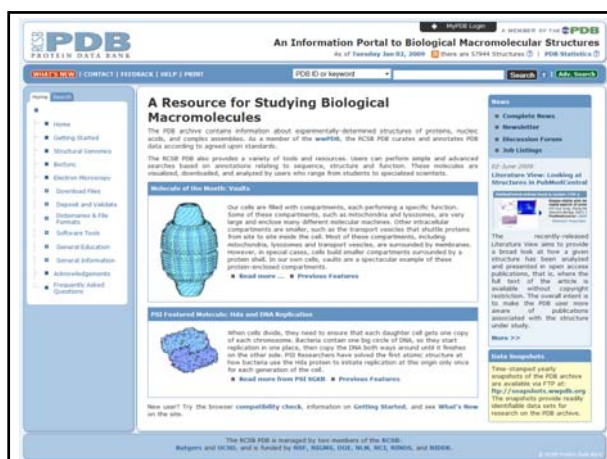 MyPDB Login
A MEMBER OF THE PDB
RCSB PDB
PROTEIN DATA BANK
An Information Portal to Biological Macromolecular Structures
As of Tuesday Jun 02, 2009 there are 57944 Structures | PDB Statistics
WHAT'S NEW | CONTACT | FEEDBACK | HELP | PRINT
PDB ID or keyword
Search
Adv. Search
Home Search
Home
Getting Started
Structural Genomics
BioSync
Electron Microscopy
Download Files
Deposit and Validate
Dictionaries & File
Formats
Software Tools
General Education
General Information
Acknowledgements
Frequently Asked
Questions
A Resource for Studying Biological
Macromolecules
The PDB archive contains information about experimentally-determined structures of proteins, nucleic
acids, and complex assemblies. As a member of the wwPDB, the RCSB PDB curates and annotates PDB
data according to agreed upon standards.
The RCSB PDB also provides a variety of tools and resources. Users can perform simple and advanced
searches based on annotations relating to sequence, structure and function. These molecules are
visualized, downloaded, and analyzed by users who range from students to specialized scientists.
Molecule of the Month: Vaults
Our cells are filled with compartments, each performing a specific function.
Some of these compartments, such as mitochondria and lysosomes, are very
large and enclose many different molecular machines. Other intracellular
compartments are smaller, such as the transport vesicles that shuttle proteins
from site to site inside the cell. Most of these compartments, including
mitochondria, lysosomes and transport vesicles, are surrounded by membranes.
However, in special cases, cells build smaller compartments surrounded by a
protein shell. In our own cells, vaults are a spectacular example of these
protein-enclosed compartments.
Read more ... Previous Features
PSI Featured Molecule: Hda and DNA Replication
When cells divide, they need to ensure that each daughter cell gets one copy
of each chromosome. Bacteria contain one big circle of DNA, so they start
replication in one place, then copy the DNA both ways around until it finishes
on the other side. PSI Researchers have solved the first atomic structure at
how bacteria use the Hda protein to initiate replication at this origin only once
for each generation of the cell.
Read more from PSI SGKB Previous Features
New user? Try the browser compatibility check, information on Getting Started, and see What's New
on the site.
News
Complete News
Newsletter
Discussion Forum
Job Listings
02-June 2009
Literature View: Looking at
Structures in PubMedCentral
The recently-released
Literature View aims to provide
a broad look at how a given
structure has been analyzed
and presented in open access
publications, that is, where the
full text of the article is
available without copyright
restriction. The overall intent is
to make the PDB user more
aware of publications
associated with the structure
under study.
More >>
Data Snapshots
Time-stamped yearly
snapshots of the PDB archive
are available via FTP at:
ftp://snapshots.wwpdb.org
The snapshots provide readily
identifiable data sets for
research on the PDB archive.
The RCSB PDB is managed by two members of the RCSB:
Rutgers and UCSD, and is funded by NSF, NIGMS, DOE, NLM, NCI, NINDS, and NIDDK.
© RCSB Protein Data Bank